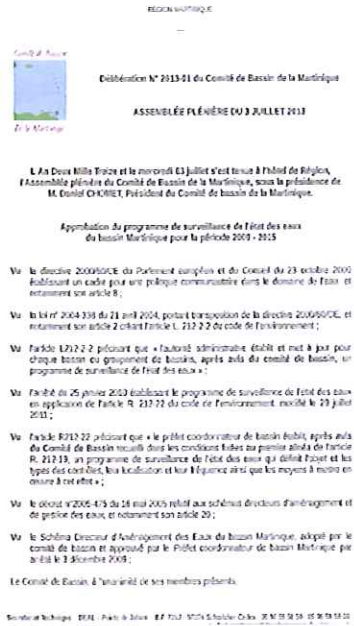 RÉGION MARTINIQUE
Comité de Bassin
De la Martinique
Délibération N° 2013-01 du Comité de Bassin de la Martinique
ASSEMBLÉE PLÉNIÈRE DU 3 JUILLET 2013
L'An Deux Mille Treize et le mercredi 03 juillet s'est tenue à l'hôtel de Région,
l'Assemblée plénière du Comité de Bassin de la Martinique, sous la présidence de
M. Daniel CHOMET, Président du Comité de bassin de la Martinique.
Approbation du programme de surveillance de l'état des eaux
du bassin Martinique pour la période 2009 - 2015
Vu la directive 2000/60/CE du Parlement européen et du Conseil du 23 octobre 2000
établissant un cadre pour une politique communautaire dans le domaine de l'eau et
notamment son article 8 ;
Vu la loi n° 2004-338 du 21 avril 2004, portant transposition de la directive 2000/60/CE, et
notamment son article 2 créant l'article L. 212-2-2 du code de l'environnement ;
Vu l'article L212-2-2 précisant que « l'autorité administrative établit et met à jour pour
chaque bassin ou groupement de bassins, après avis du comité de bassin, un
programme de surveillance de l'état des eaux » ;
Vu l'arrêté du 25 janvier 2010 établissant le programme de surveillance de l'état des eaux
en application de l'article R. 212-22 du code de l'environnement, modifié le 29 juillet
2011 ;
Vu l'article R212-22 précisant que « le préfet coordonnateur de bassin établit, après avis
du Comité de Bassin recueilli dans les conditions fixées au premier alinéa de l'article
R. 212-19, un programme de surveillance de l'état des eaux qui définit l'objet et les
types des contrôles, leur localisation et leur fréquence ainsi que les moyens à mettre en
œuvre à cet effet » ;
Vu le décret n°2005-475 du 16 mai 2005 relatif aux schémas directeurs d'aménagement et
de gestion des eaux, et notamment son article 20 ;
Vu le Schéma Directeur d'Aménagement des Eaux du bassin Martinique, adopté par le
comité de bassin et approuvé par le Préfet coordonnateur de bassin Martinique par
arrêté le 3 décembre 2009 ;
Le Comité de Bassin, à l'unanimité de ses membres présents,
Secrétariat Technique DEAL Pointe de Jaham B.P. 7212 97274 Schoelcher Cedex